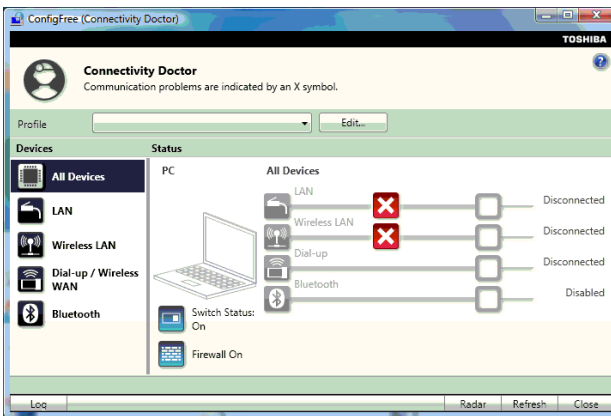 ConfigFree (Connectivity Doctor)
TOSHIBA
Connectivity Doctor
Communication problems are indicated by an X symbol.
Profile
Edit...
Devices
Status
All Devices
LAN
Wireless LAN
Dial-up / Wireless
WAN
Bluetooth
PC
Switch Status:
On
Firewall On
All Devices
LAN
Disconnected
Wireless LAN
Disconnected
Dial-up
Disconnected
Bluetooth
Disabled
Log
Radar
Refresh
Close